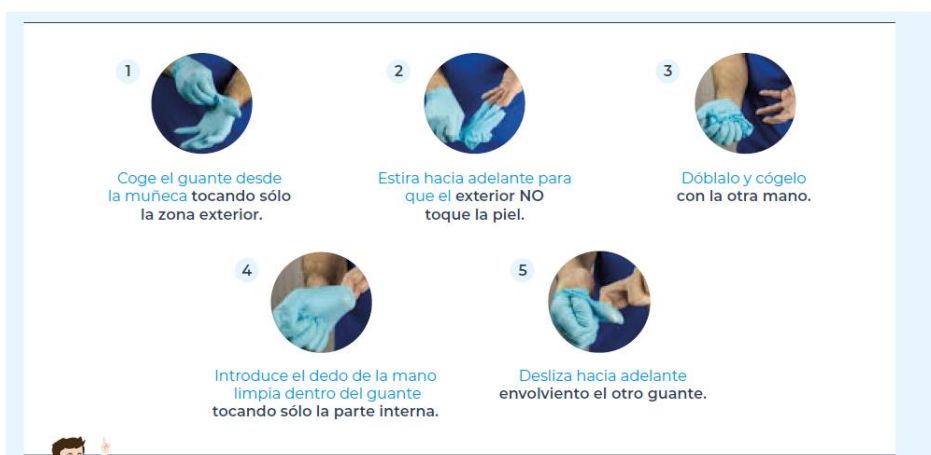 1
Coge el guante desde
la muñeca tocando sólo
la zona exterior.
2
Estira hacia adelante para
que el exterior NO
toque la piel.
3
Dóblalo y cógelo
con la otra mano.
4
Introduce el dedo de la mano
limpia dentro del guante
tocando sólo la parte interna.
5
Desliza hacia adelante
envolviento el otro guante.